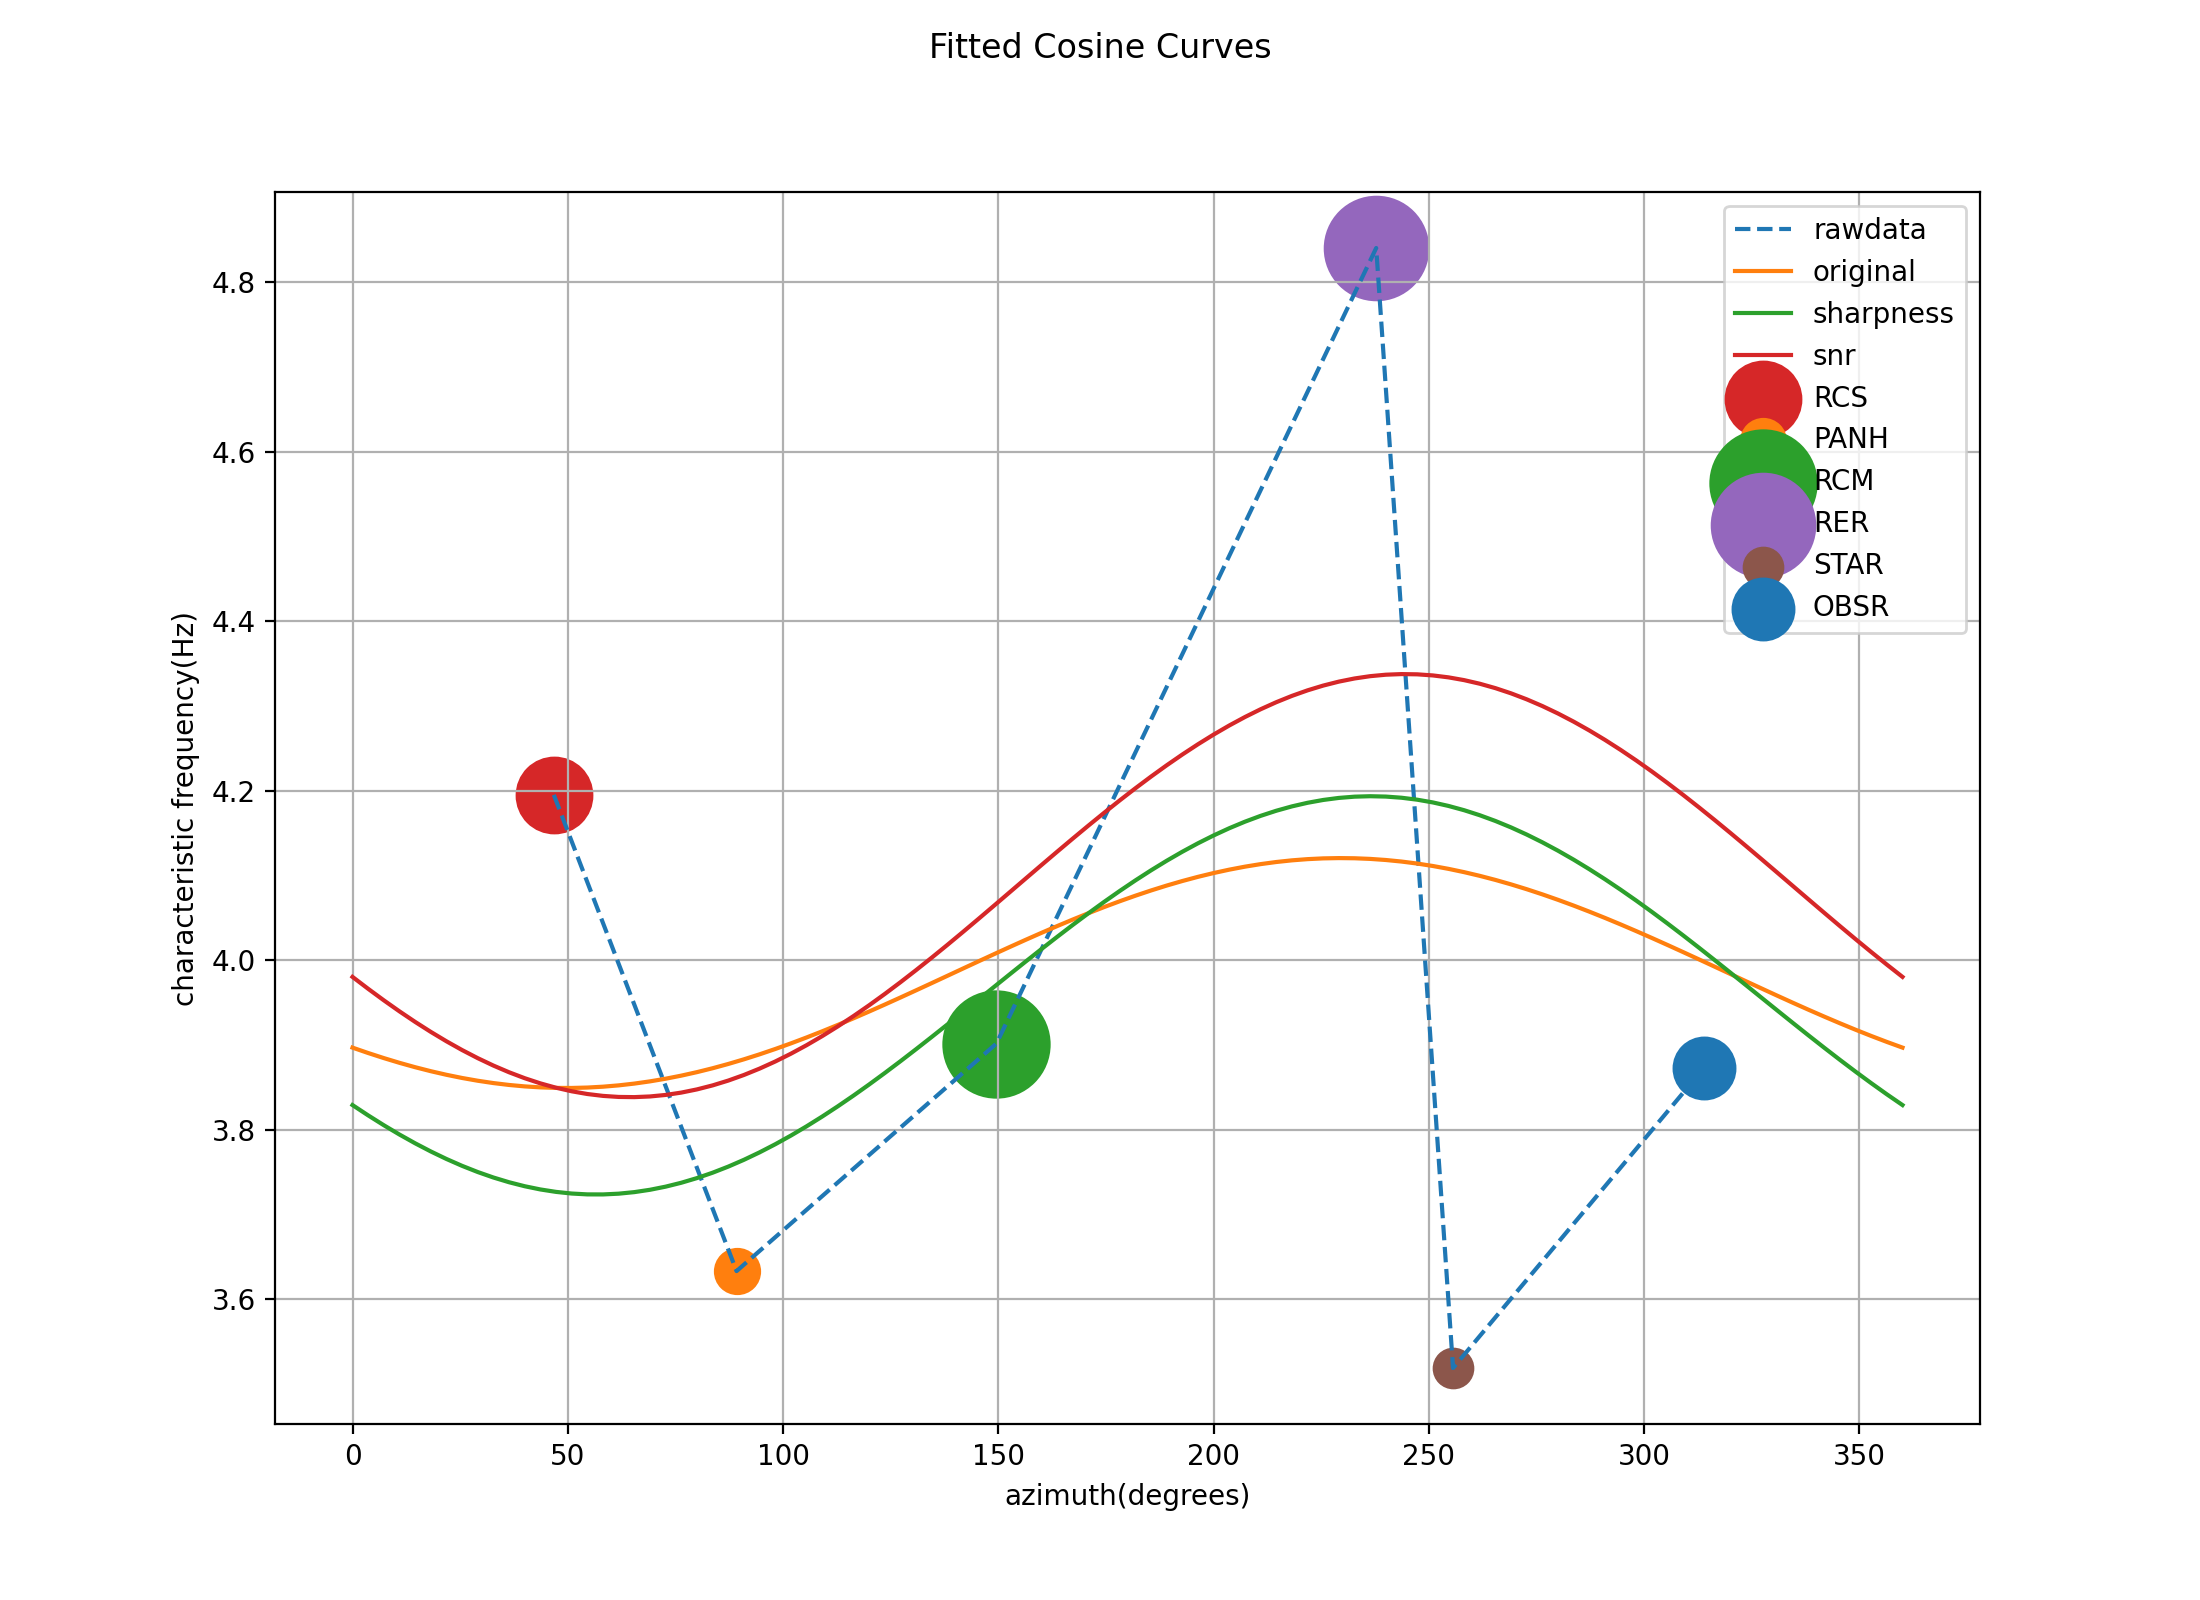 Fitted Cosine Curves
rawdata
original
sharpness
snr
RCS
PANH
RCM
RER
STAR
OBSR
characteristic frequency(Hz)
4.8
4.6
4.4
4.2
4.0
3.8
3.6
0 50 100 150 200 250 300 350
azimuth(degrees)